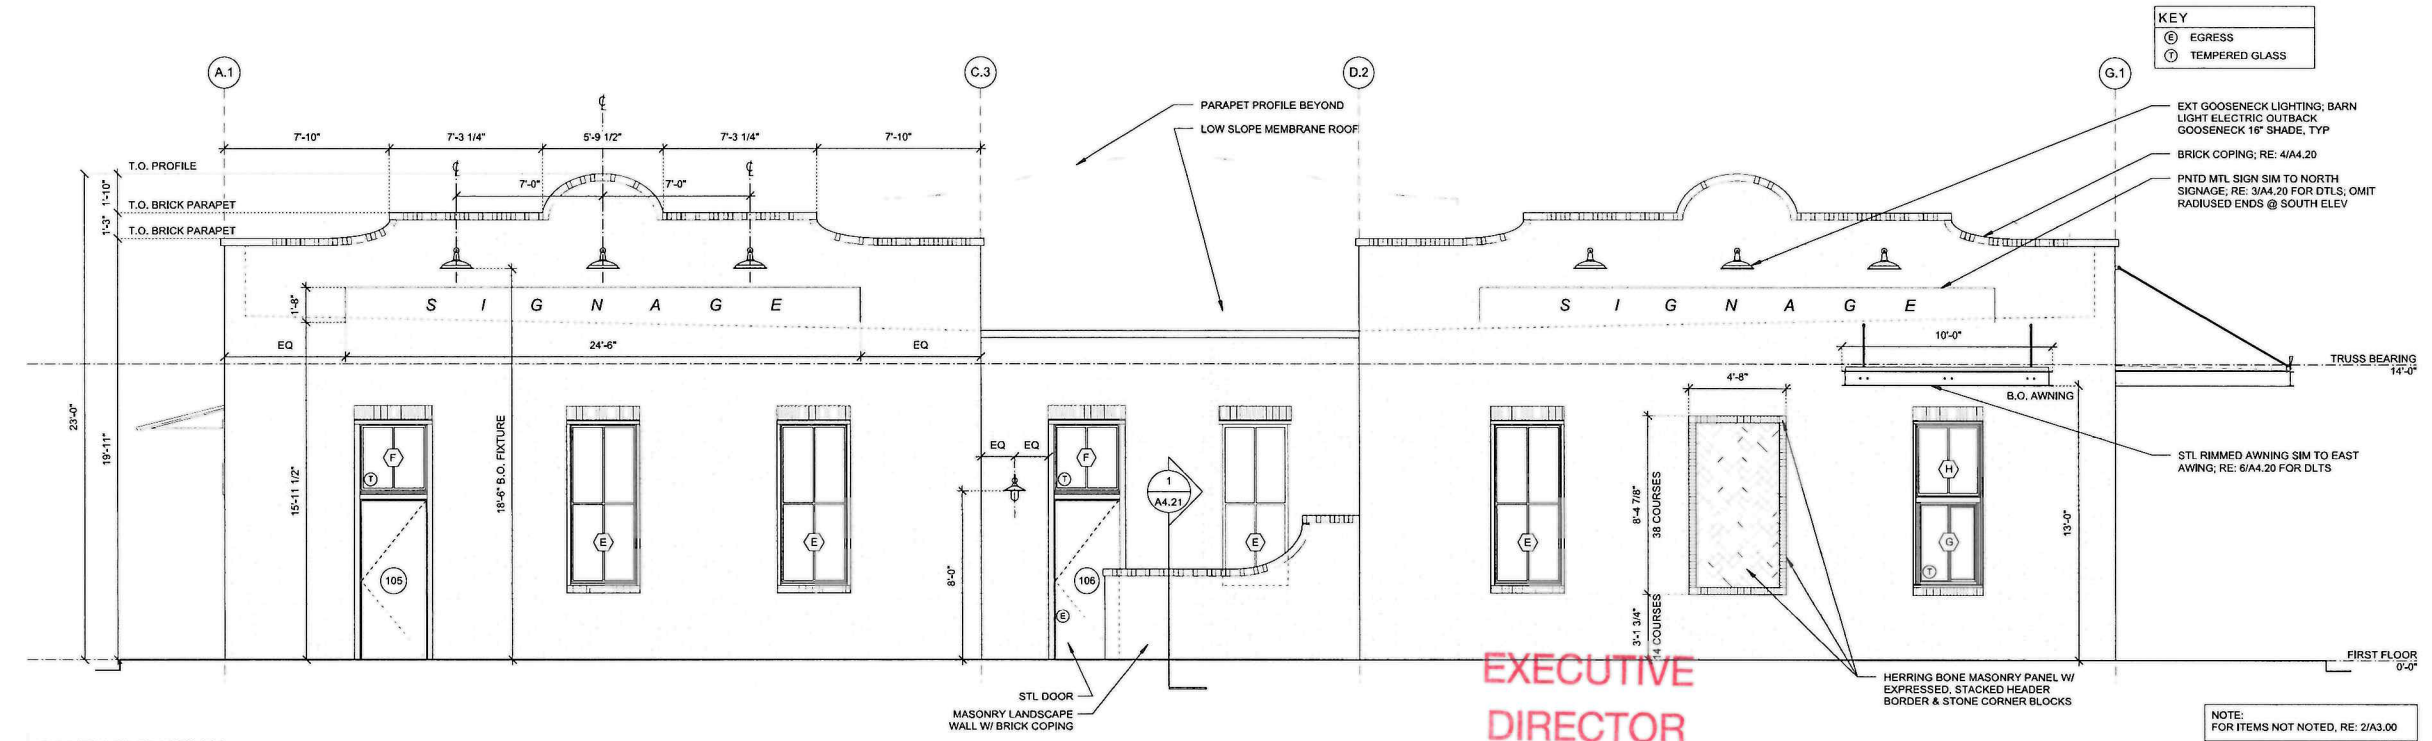 KEY
E EGRESS
T TEMPERED GLASS
A.1
C.3
D.2
G.1
PARAPET PROFILE BEYOND
LOW SLOPE MEMBRANE ROOF
EXT GOOSENECK LIGHTING; BARN
LIGHT ELECTRIC OUTBACK
GOOSENECK 16" SHADE, TYP
BRICK COPING; RE: 4/A4.20
PNTD MTL SIGN SIM TO NORTH
SIGNAGE; RE: 3/A4.20 FOR DTLS; OMIT
RADIUSED ENDS @ SOUTH ELEV
7'-10"
7'-3 1/4"
5'-9 1/2"
7'-3 1/4"
7'-10"
T.O. PROFILE
1'-10"
7'-0"
7'-0"
T.O. BRICK PARAPET
1'-3"
T.O. BRICK PARAPET
1'-8"
SIGNAGE
SIGNAGE
EQ
24'-6"
EQ
10'-0"
TRUSS BEARING
14'-0"
4'-8"
B.O. AWNING
23'-0"
19'-11"
15'-11 1/2"
18'-6" B.O. FIXTURE
EQ
EQ
F
T
F
T
1
A4.21
STL RIMMED AWNING SIM TO EAST
AWING; RE: 6/A4.20 FOR DLTS
H
8'-4 7/8"
38 COURSES
13'-0"
E
E
E
E
G
T
105
106
8'-0"
E
3'-1 3/4"
14 COURSES
FIRST FLOOR
0'-0"
STL DOOR
MASONRY LANDSCAPE
WALL W/ BRICK COPING
EXECUTIVE
DIRECTOR
HERRING BONE MASONRY PANEL W/
EXPRESSED, STACKED HEADER
BORDER & STONE CORNER BLOCKS
NOTE:
FOR ITEMS NOT NOTED, RE: 2/A3.00